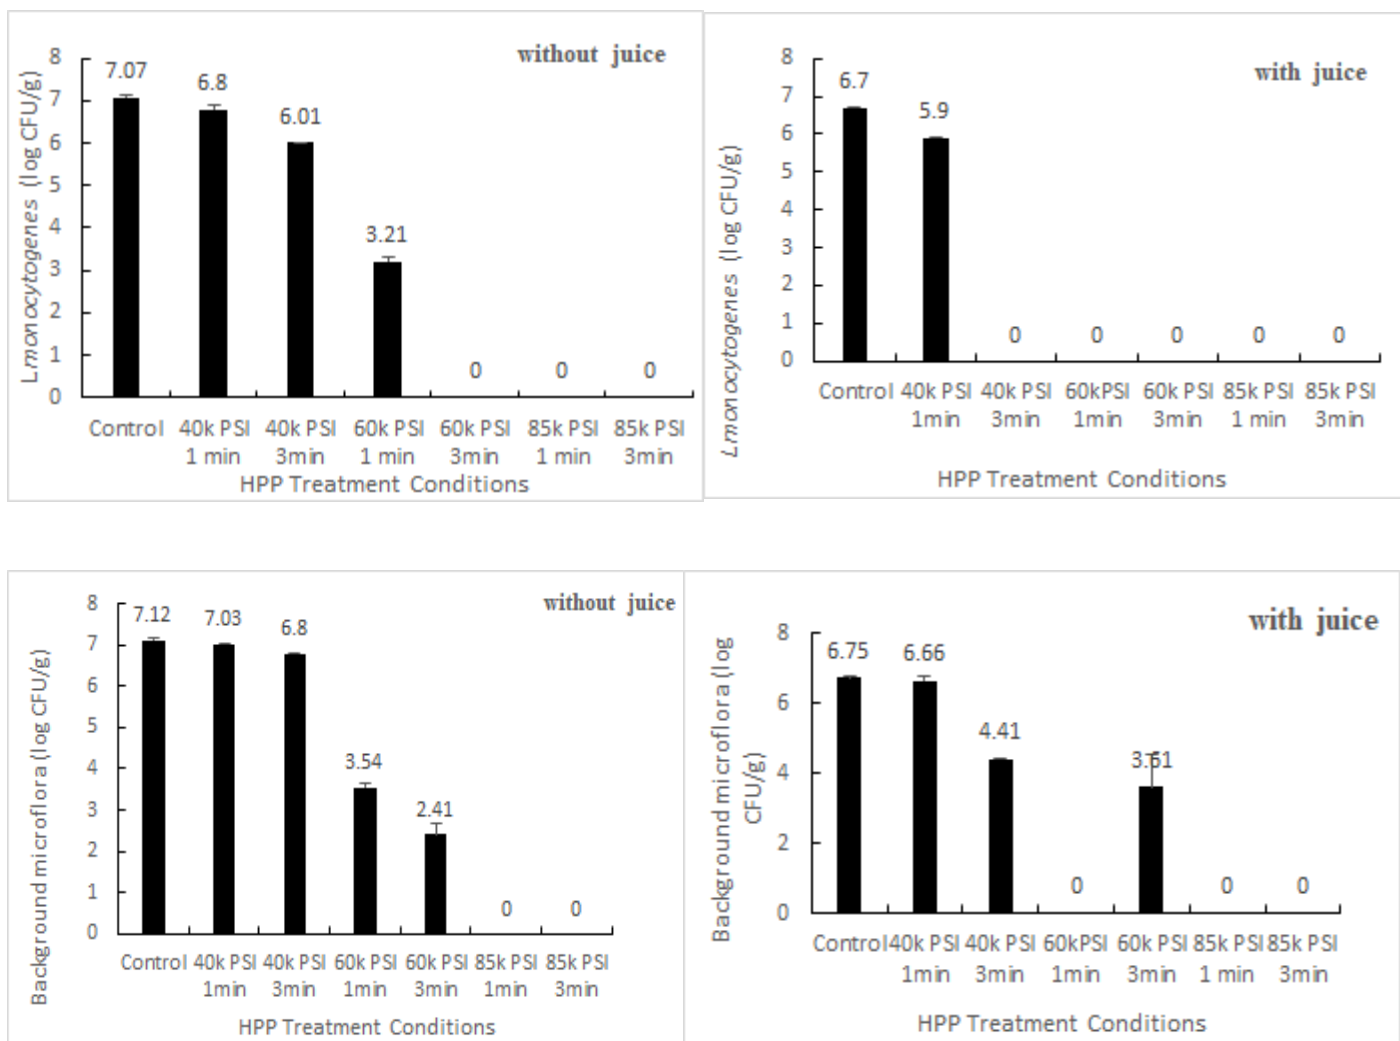 without juice
L monocytogenes (log CFU/g)
8
7
6
5
4
3
2
1
0
7.07
6.8
6.01
3.21
0
0
0
Control
40k PSI
1 min
40k PSI
3min
60k PSI
1 min
60k PSI
3min
85k PSI
1 min
85k PSI
3min
HPP Treatment Conditions
with juice
L monocytogenes (log CFU/g)
8
7
6
5
4
3
2
1
0
6.7
5.9
0
0
0
0
0
Control
40k PSI
1min
40k PSI
3min
60kPSI
1min
60k PSI
3min
85k PSI
1 min
85k PSI
3min
HPP Treatment Conditions
without juice
Background microflora (log CFU/g)
8
7
6
5
4
3
2
1
0
7.12
7.03
6.8
3.54
2.41
0
0
Control
40k PSI
1min
40k PSI
3min
60k PSI
1min
60k PSI
3min
85k PSI
1min
85k PSI
3min
HPP Treatment Conditions
with juice
Background microflora (log
CFU/g)
8
6
4
2
0
6.75
6.66
4.41
0
3.61
0
0
Control
40k PSI
1min
40k PSI
3min
60kPSI
1min
60k PSI
3min
85k PSI
1 min
85k PSI
3min
HPP Treatment Conditions